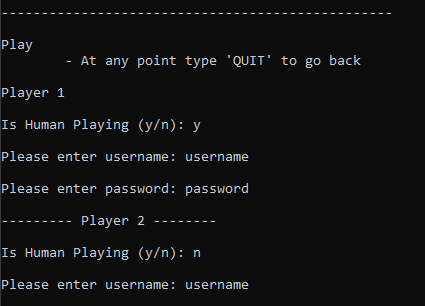 -------------------------------------------------
Play
- At any point type 'QUIT' to go back
Player 1
Is Human Playing (y/n): y
Please enter username: username
Please enter password: password
--------- Player 2 --------
Is Human Playing (y/n): n
Please enter username: username